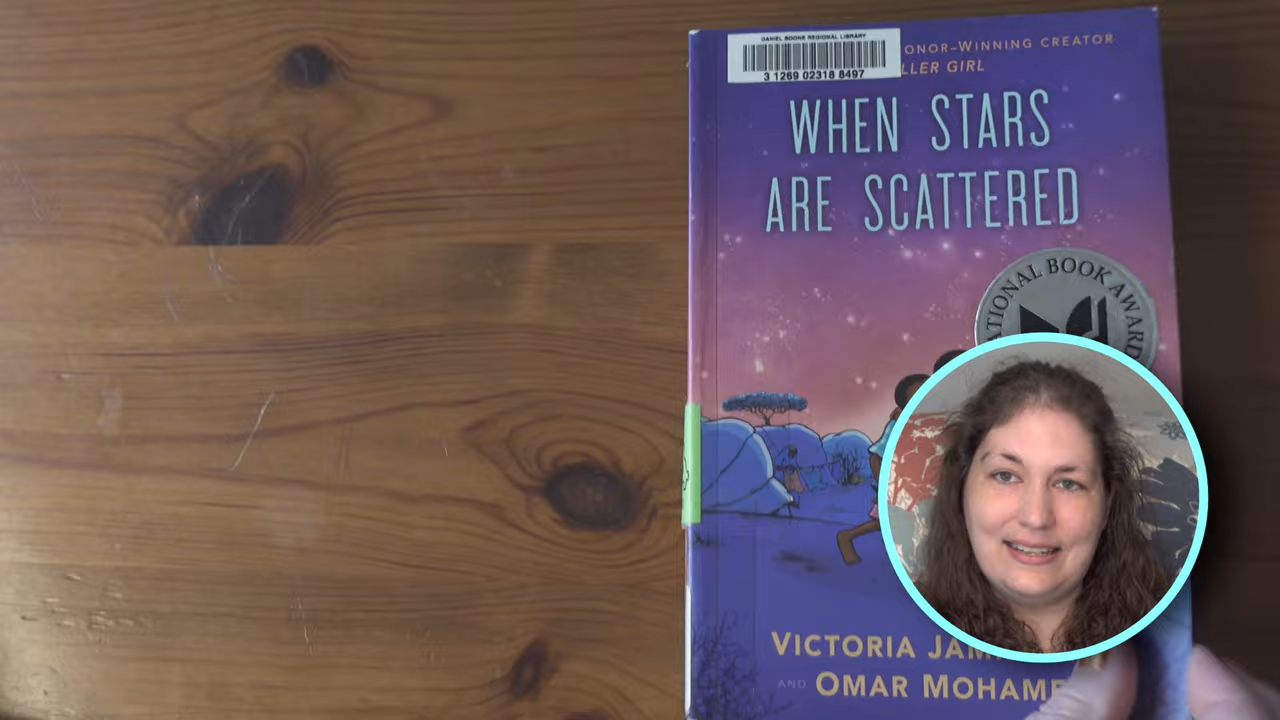 DANIEL BOONE REGIONAL LIBRARY
3 1269 02318 8497
ONOR-WINNING CREATOR
LLER GIRL
WHEN STARS
ARE SCATTERED
TIONAL BOOK AWARD
VICTORIA JAM
AND OMAR MOHAME